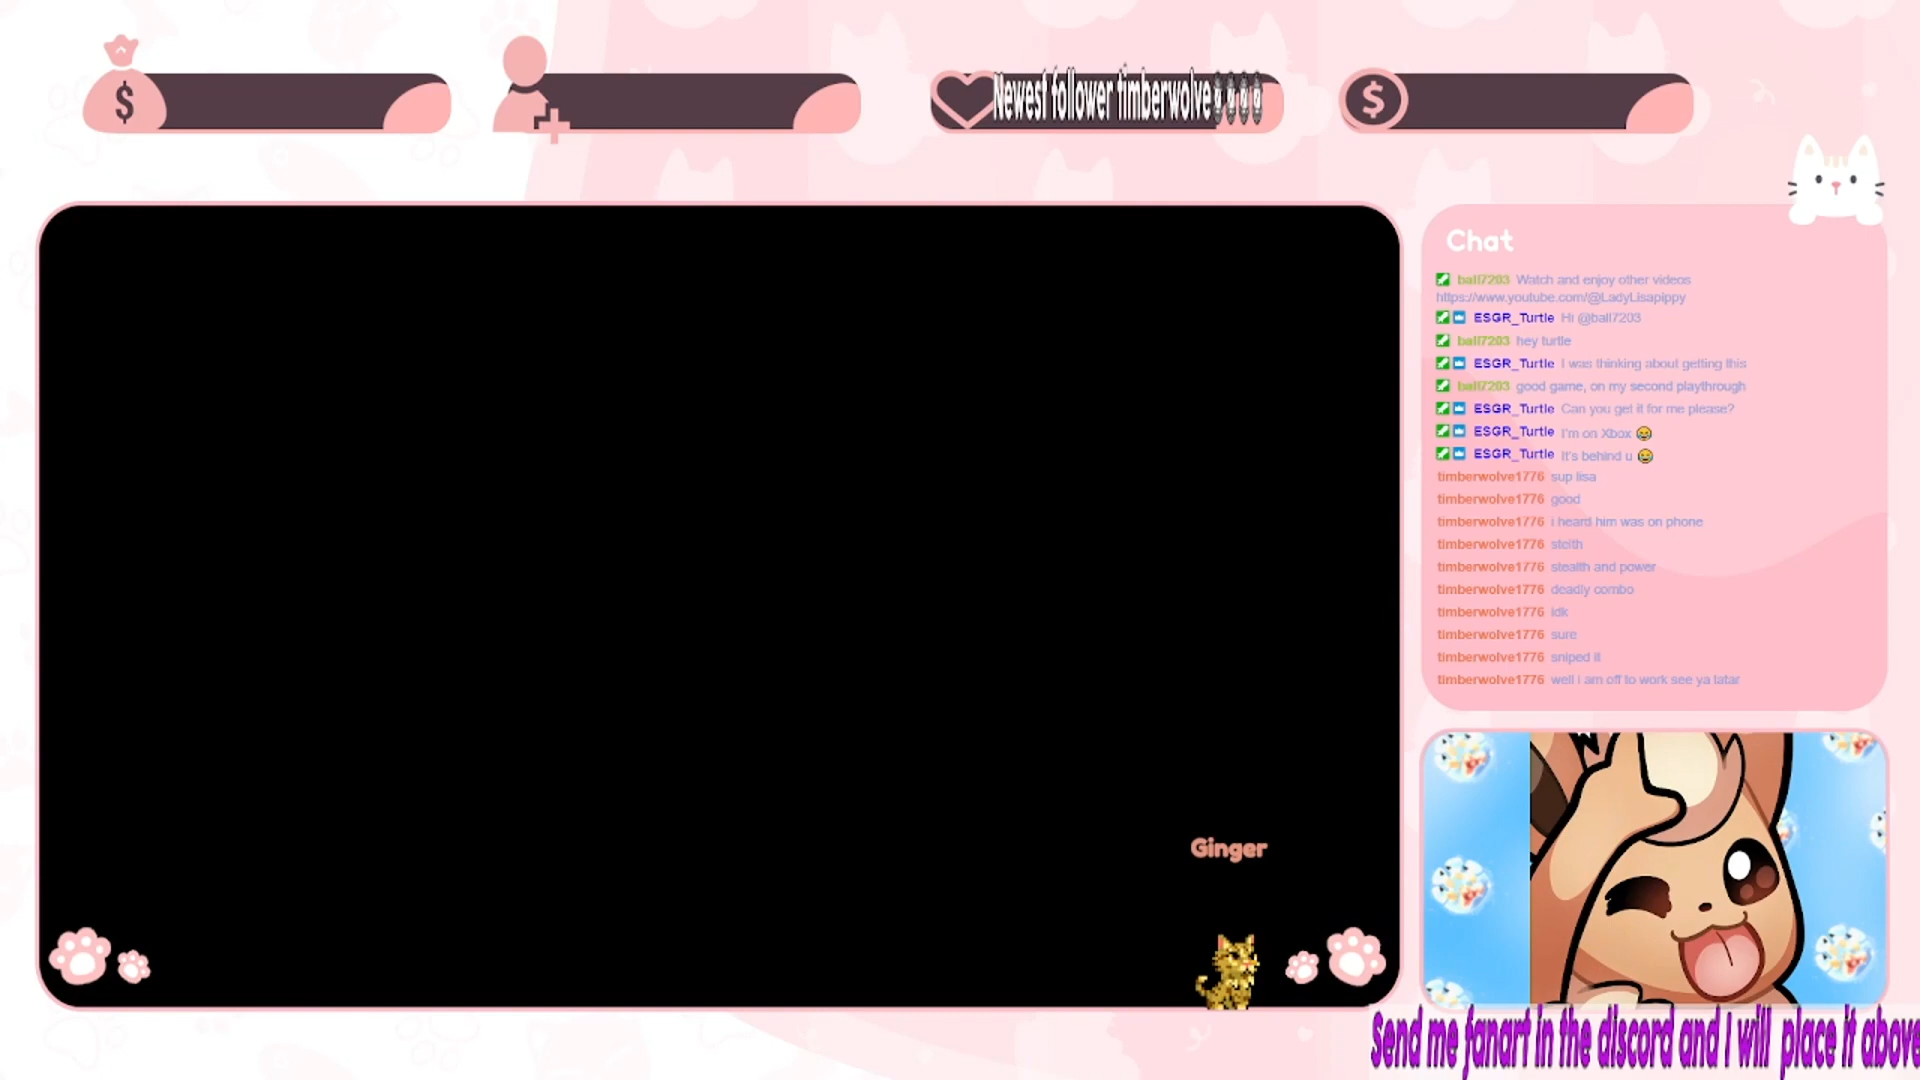 Newest follower timberwolve
Chat
ball7203 Watch and enjoy other videos
https://www.youtube.com/@LadyLisapippy
ESGR_Turtle Hi @ball7203
ball7203 hey turtle
ESGR_Turtle I was thinking about getting this
ball7203 good game, on my second playthrough
ESGR_Turtle Can you get it for me please?
ESGR_Turtle I'm on Xbox 😂
ESGR_Turtle It's behind u 😂
timberwolve1776 sup lisa
timberwolve1776 good
timberwolve1776 i heard him was on phone
timberwolve1776 stelth
timberwolve1776 stealth and power
timberwolve1776 deadly combo
timberwolve1776 idk
timberwolve1776 sure
timberwolve1776 sniped it
timberwolve1776 well i am off to work see ya latar
Ginger
Send me fanart in the discord and I will place it above